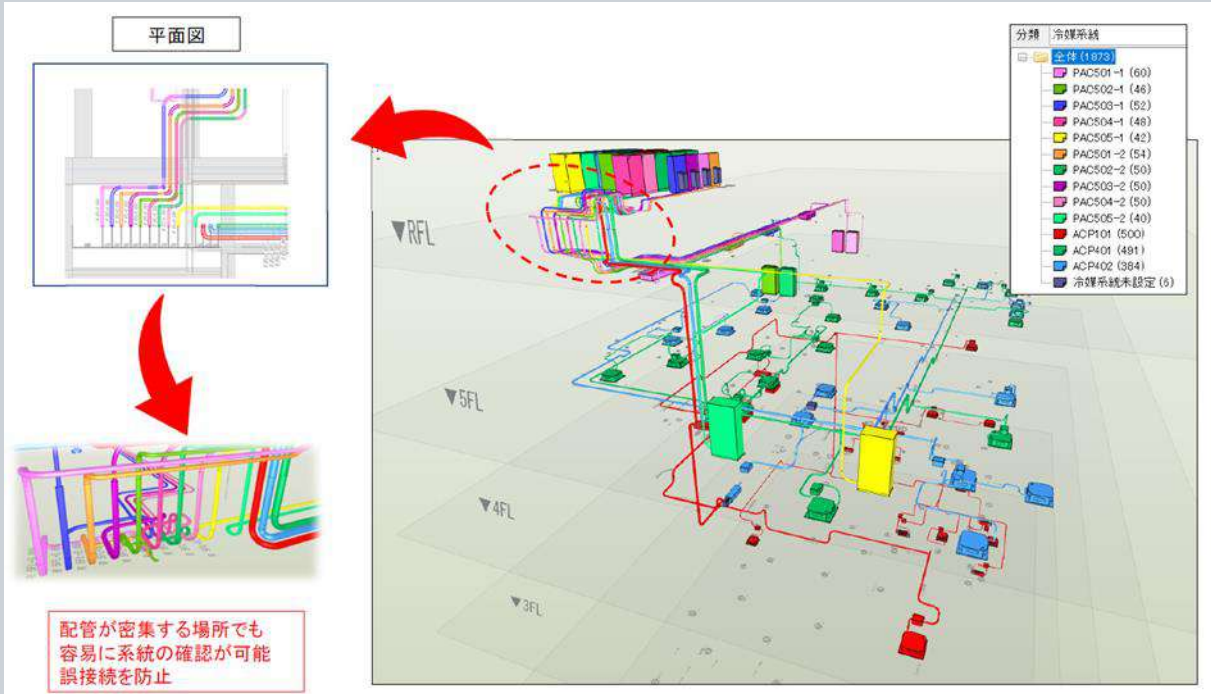 平面図
分類 冷媒系統
全体(1873)
PAC501-1 (60)
PAC502-1 (46)
PAC503-1 (52)
PAC504-1 (48)
PAC505-1 (42)
PAC501-2 (54)
PAC502-2 (50)
PAC503-2 (50)
PAC504-2 (50)
PAC505-2 (40)
ACP101 (500)
ACP401 (491)
ACP402 (384)
冷媒系統未設定 (6)
▼RFL
▼5FL
▼4FL
▼3FL
配管が密集する場所でも
容易に系統の確認が可能
誤接続を防止